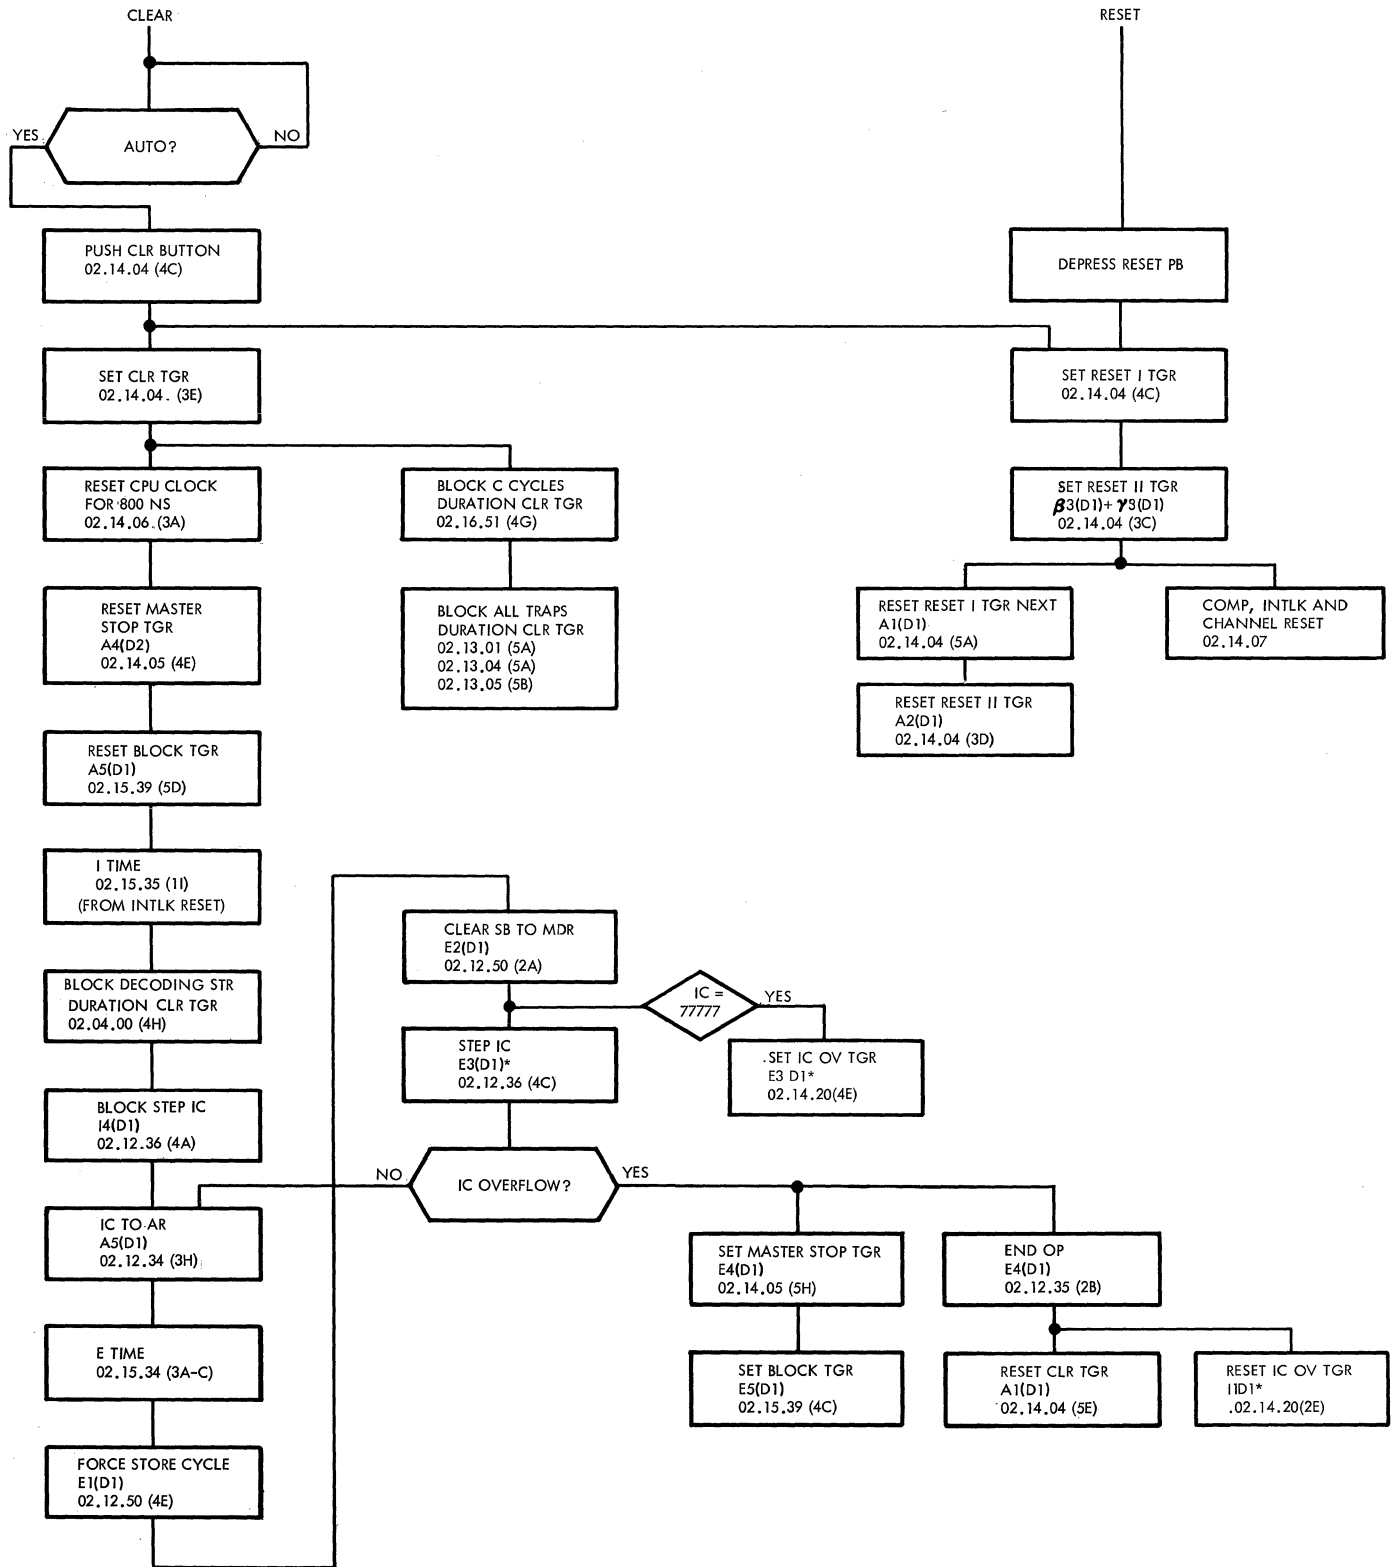 CLEAR
AUTO?
YES
NO
PUSH CLR BUTTON
02.14.04 (4C)
SET CLR TGR
02.14.04. (3E)
RESET CPU CLOCK
FOR 800 NS
02.14.06. (3A)
BLOCK C CYCLES
DURATION CLR TGR
02.16.51 (4G)
RESET MASTER
STOP TGR
A4(D2)
02.14.05 (4E)
BLOCK ALL TRAPS
DURATION CLR TGR
02.13.01 (5A)
02.13.04 (5A)
02.13.05 (5B)
RESET BLOCK TGR
A5(D1)
02.15.39 (5D)
I TIME
02.15.35 (1I)
(FROM INTLK RESET)
BLOCK DECODING STR
DURATION CLR TGR
02.04.00 (4H)
BLOCK STEP IC
I4(D1)
02.12.36 (4A)
IC TO AR
A5(D1)
02.12.34 (3H)
E TIME
02.15.34 (3A-C)
FORCE STORE CYCLE
E1(D1)
02.12.50 (4E)
CLEAR SB TO MDR
E2(D1)
02.12.50 (2A)
IC =
77777
YES
STEP IC
E3(D1)*
02.12.36 (4C)
.SET IC OV TGR
E3 D1*
02.14.20(4E)
IC OVERFLOW?
NO
YES
SET MASTER STOP TGR
E4(D1)
02.14.05 (5H)
END OP
E4(D1)
02.12.35 (2B)
SET BLOCK TGR
E5(D1)
02.15.39 (4C)
RESET CLR TGR
A1(D1)
02.14.04 (5E)
RESET IC OV TGR
I1D1*
.02.14.20(2E)
RESET
DEPRESS RESET PB
SET RESET I TGR
02.14.04 (4C)
SET RESET II TGR
β3(D1)+ γ3(D1)
02.14.04 (3C)
RESET RESET I TGR NEXT
A1(D1)
02.14.04 (5A)
COMP, INTLK AND
CHANNEL RESET
02.14.07
RESET RESET II TGR
A2(D1)
02.14.04 (3D)